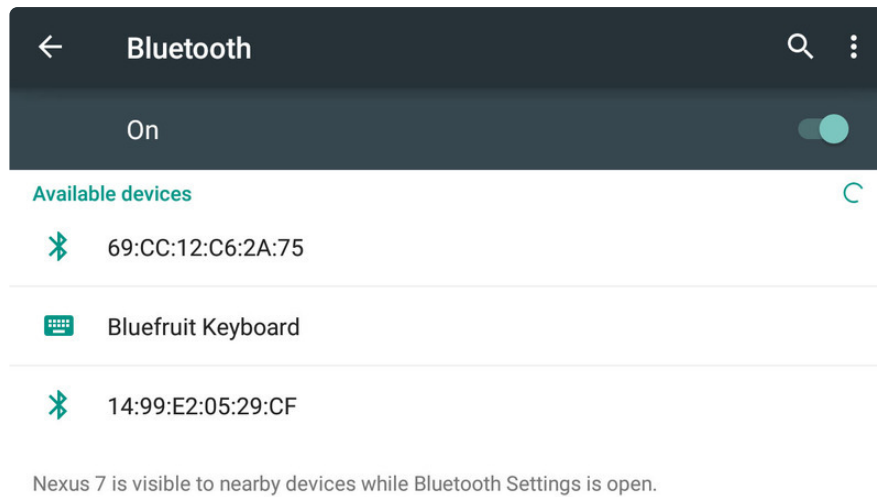 Bluetooth
On
Available devices
69:CC:12:C6:2A:75
Bluefruit Keyboard
14:99:E2:05:29:CF
Nexus 7 is visible to nearby devices while Bluetooth Settings is open.